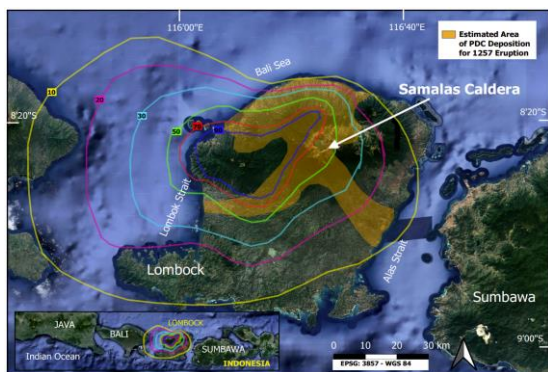 116°00'E
116°40'E
Estimated Area
of PDC Deposition
for 1257 Eruption
Bali Sea
Samalas Caldera
10
20
8°20'S
8°20'S
30
50
Lombok Strait
Alas Strait
Lombock
Sumbawa
JAVA
BALI
LOMBOCK
SUMBAWA
Indian Ocean
INDONESIA
0
10
20
30 km
EPSG: 3857 - WGS 84
9°00'S